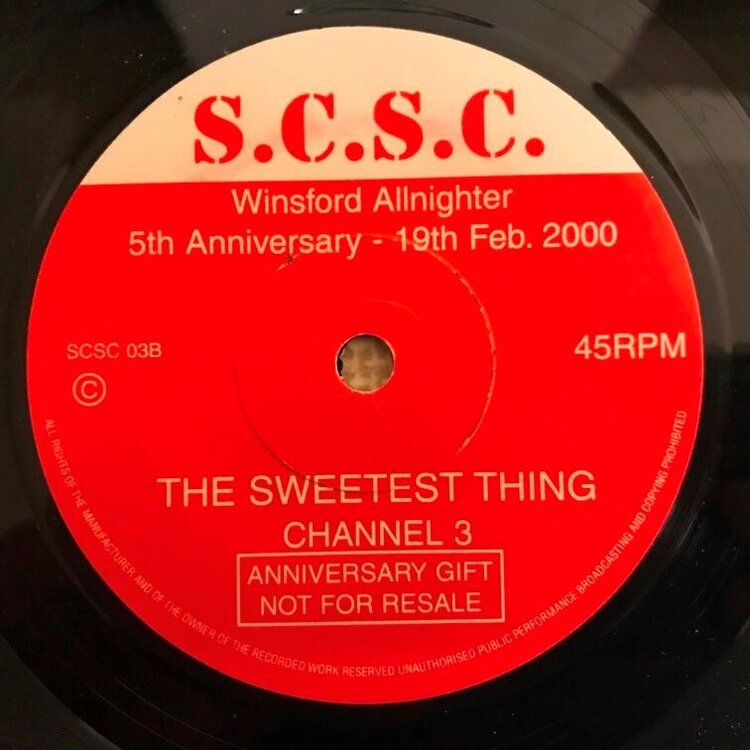 S.C.S.C.
Winsford Allnighter
5th Anniversary - 19th Feb. 2000
SCSC 03B
45RPM
©
THE SWEETEST THING
CHANNEL 3
ANNIVERSARY GIFT
NOT FOR RESALE
ALL RIGHTS OF THE MANUFACTURER AND OF THE OWNER OF THE RECORDED WORK RESERVED UNAUTHORISED PUBLIC PERFORMANCE BROADCASTING AND COPYING PROHIBITED